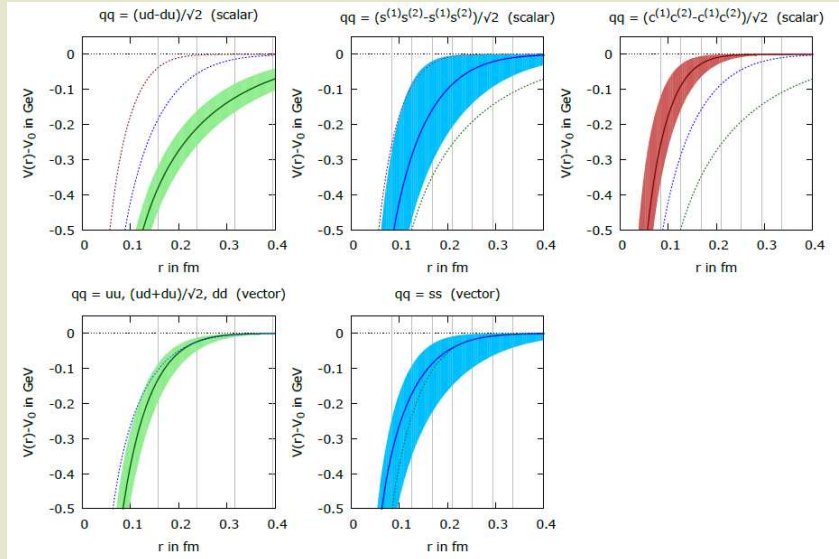 qq = (ud-du)/√2 (scalar)
qq = (s⁽¹⁾s⁽²⁾-s⁽¹⁾s⁽²⁾)/√2 (scalar)
qq = (c⁽¹⁾c⁽²⁾-c⁽¹⁾c⁽²⁾)/√2 (scalar)
V(r)-V₀ in GeV
0
-0.1
-0.2
-0.3
-0.4
-0.5
0 0.1 0.2 0.3 0.4
r in fm
V(r)-V₀ in GeV
0
-0.1
-0.2
-0.3
-0.4
-0.5
0 0.1 0.2 0.3 0.4
r in fm
V(r)-V₀ in GeV
0
-0.1
-0.2
-0.3
-0.4
-0.5
0 0.1 0.2 0.3 0.4
r in fm
qq = uu, (ud+du)/√2, dd (vector)
qq = ss (vector)
V(r)-V₀ in GeV
0
-0.1
-0.2
-0.3
-0.4
-0.5
0 0.1 0.2 0.3 0.4
r in fm
V(r)-V₀ in GeV
0
-0.1
-0.2
-0.3
-0.4
-0.5
0 0.1 0.2 0.3 0.4
r in fm